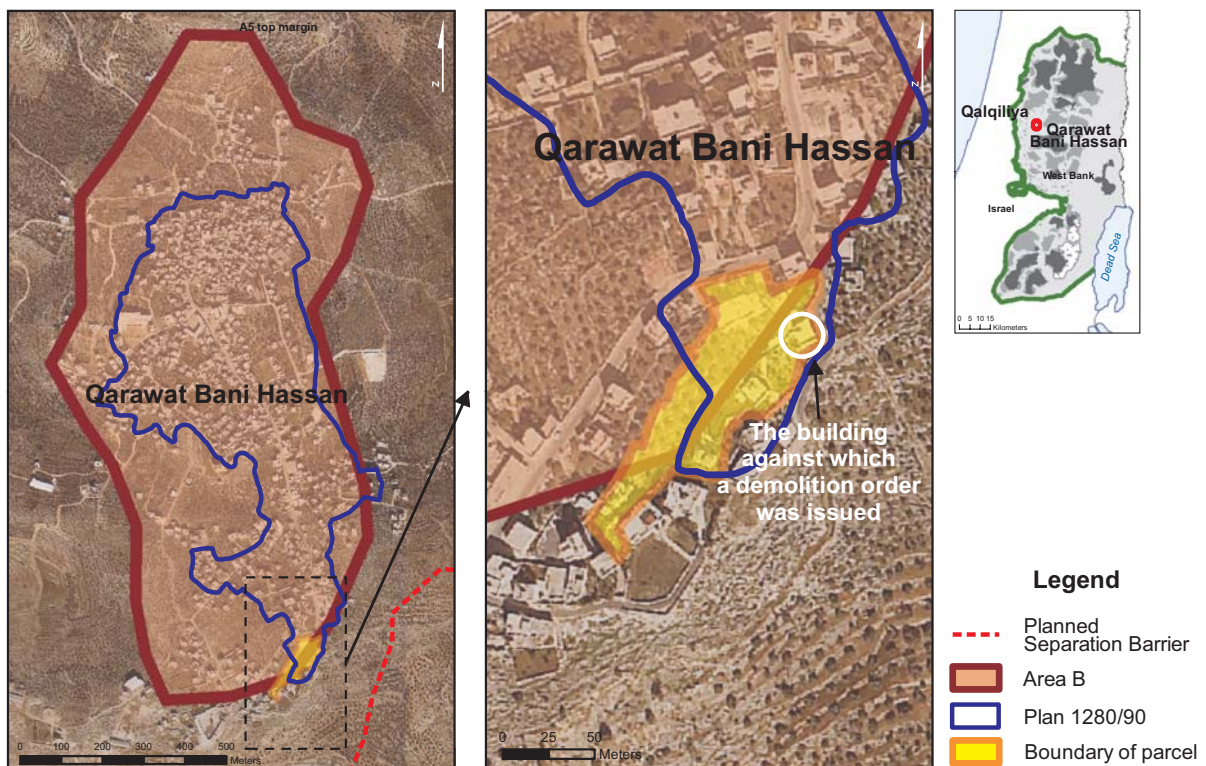 A5 top margin
N
Qarawat Bani Hassan
0 100 200 300 400 500
Meters
N
Qarawat Bani Hassan
The building
against which
a demolition order
was issued
0 25 50
Meters
Qalqiliya
Qarawat
Bani Hassan
West Bank
Israel
Dead Sea
0 5 10 15
Kilometers
Legend
Planned
Separation Barrier
Area B
Plan 1280/90
Boundary of parcel